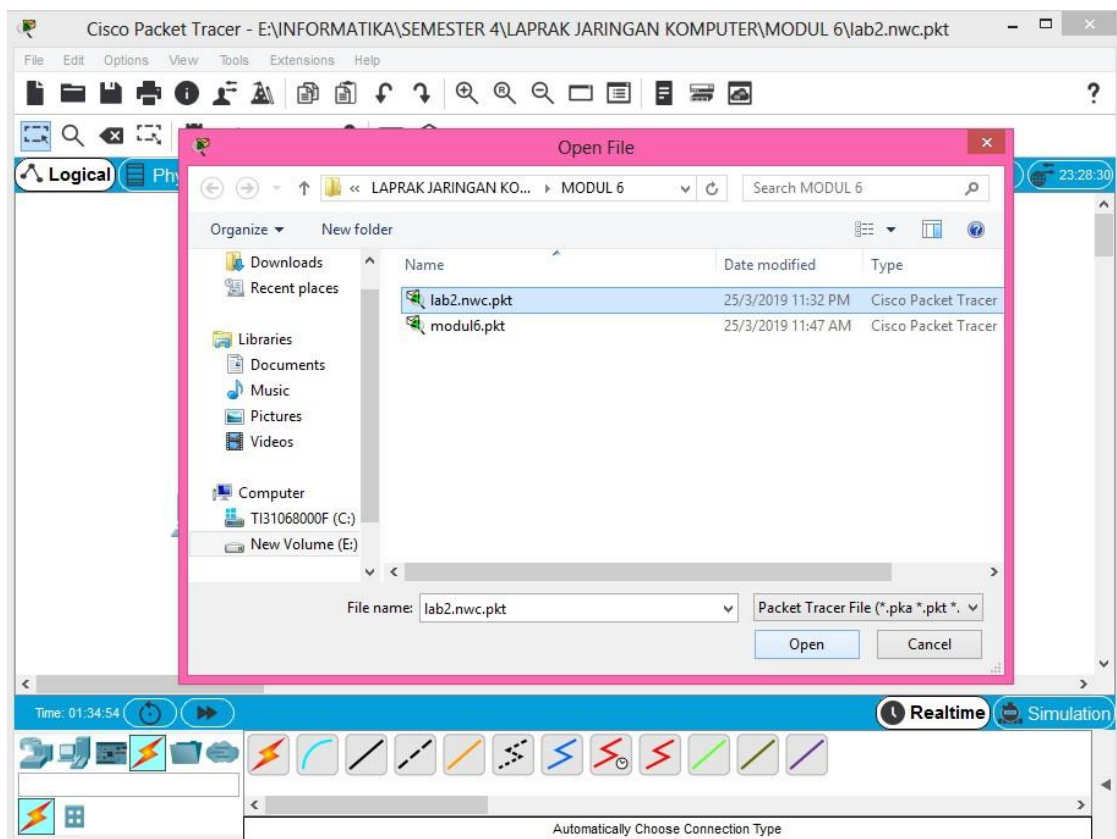 Cisco Packet Tracer - E:\INFORMATIKA\SEMESTER 4\LAPRAK JARINGAN KOMPUTER\MODUL 6\lab2.nwc.pkt
File Edit Options View Tools Extensions Help
?
Logical
Open File
23:28:30
« LAPRAK JARINGAN KO... MODUL 6
Search MODUL 6
Organize New folder
Downloads
Recent places
Libraries
Documents
Music
Pictures
Videos
Computer
TI31068000F (C:)
New Volume (E:)
Name Date modified Type
lab2.nwc.pkt 25/3/2019 11:32 PM Cisco Packet Tracer
modul6.pkt 25/3/2019 11:47 AM Cisco Packet Tracer
File name: lab2.nwc.pkt
Packet Tracer File (*.pka *.pkt *.
Open Cancel
Time: 01:34:54
Realtime Simulation
Automatically Choose Connection Type